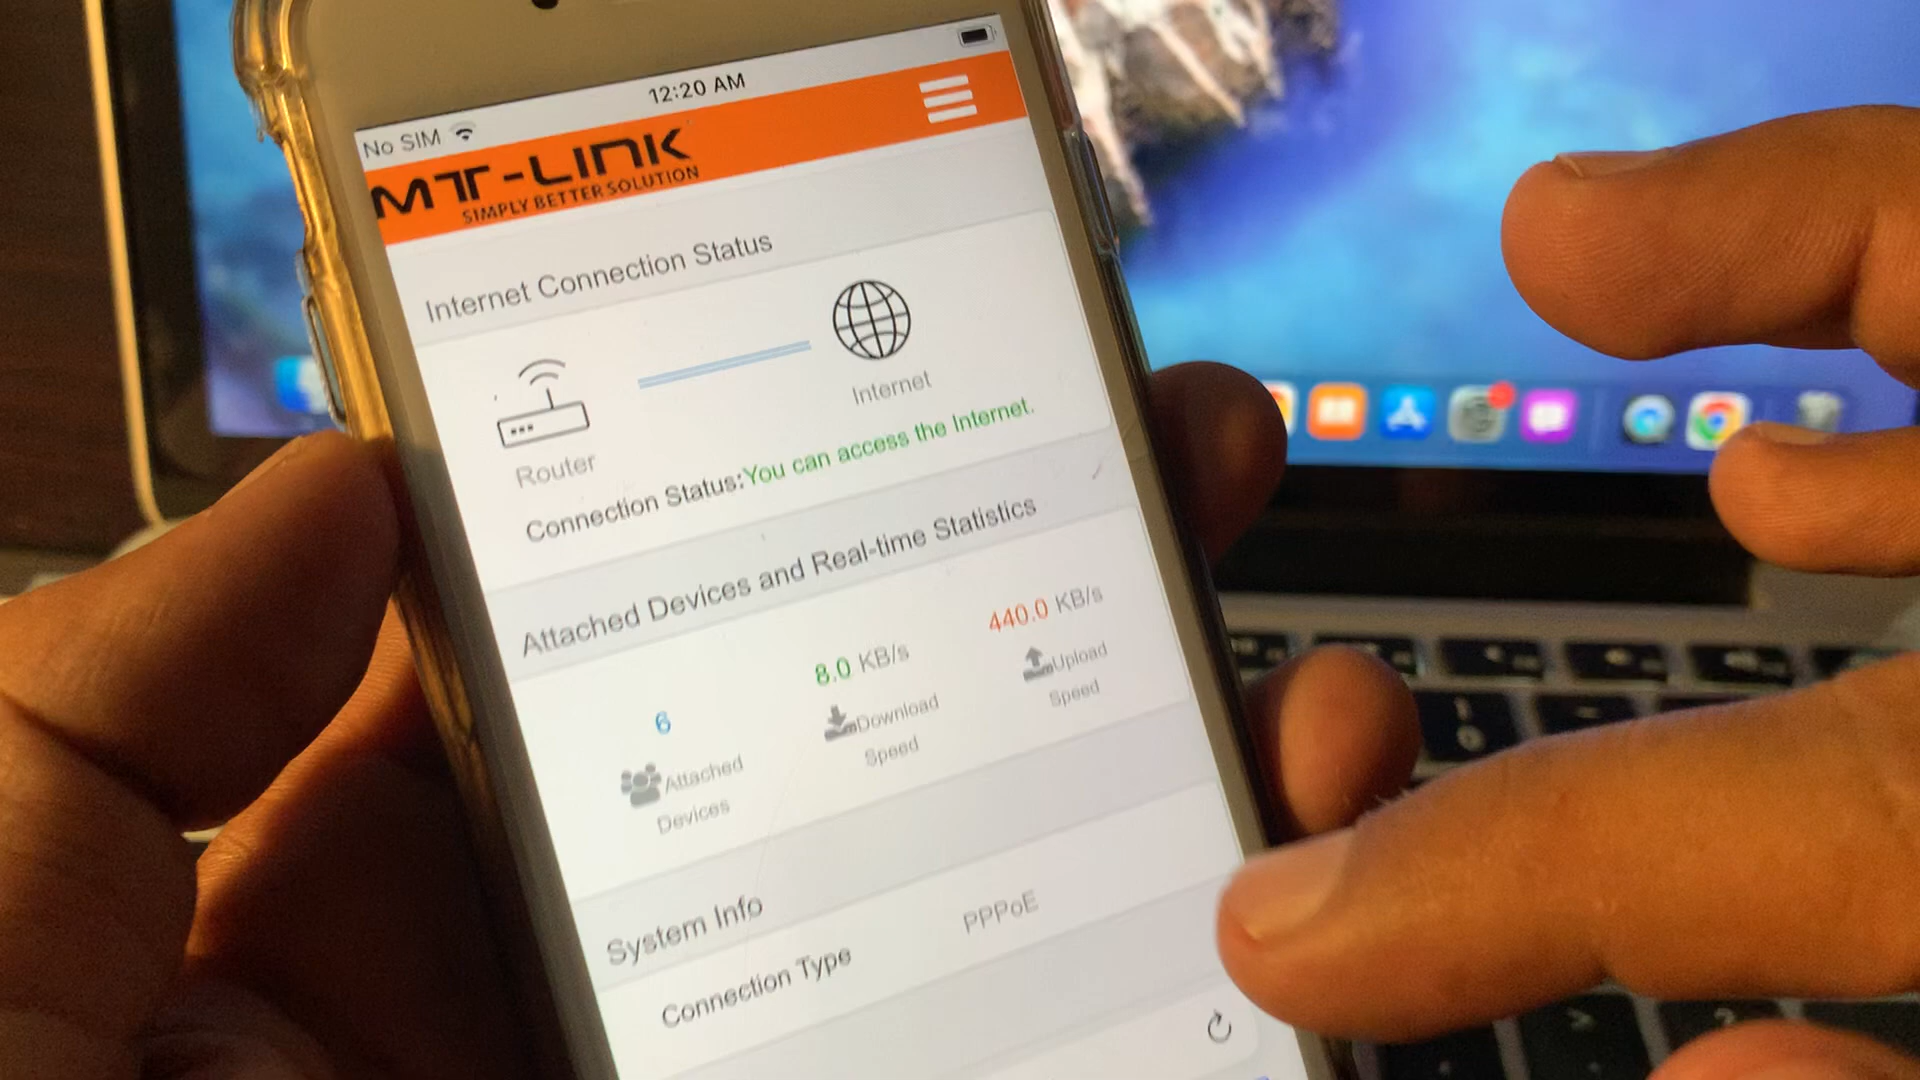 12:20 AM
No SIM
MT-LINK
SIMPLY BETTER SOLUTION
Internet Connection Status
Router
Internet
Connection Status:You can access the Internet.
Attached Devices and Real-time Statistics
6
Attached
Devices
8.0 KB/s
Download
Speed
440.0 KB/s
Upload
Speed
System Info
Connection Type
PPPoE